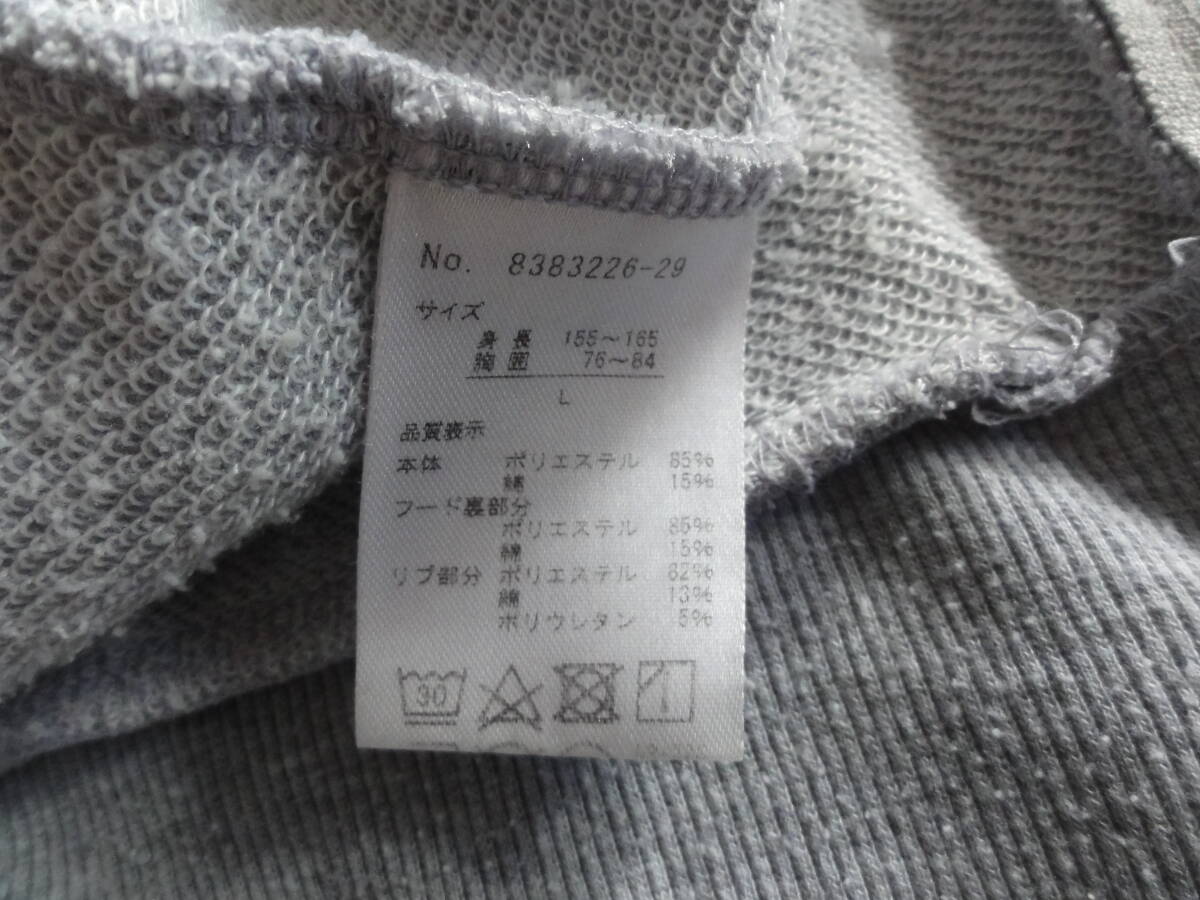 No. 8383226-29
サイズ
身長 155～165
胸囲 76～84
L
品質表示
本体 ポリエステル 85%
綿 15%
フード裏部分
ポリエステル 85%
綿 15%
リブ部分 ポリエステル 82%
綿 13%
ポリウレタン 5%
30